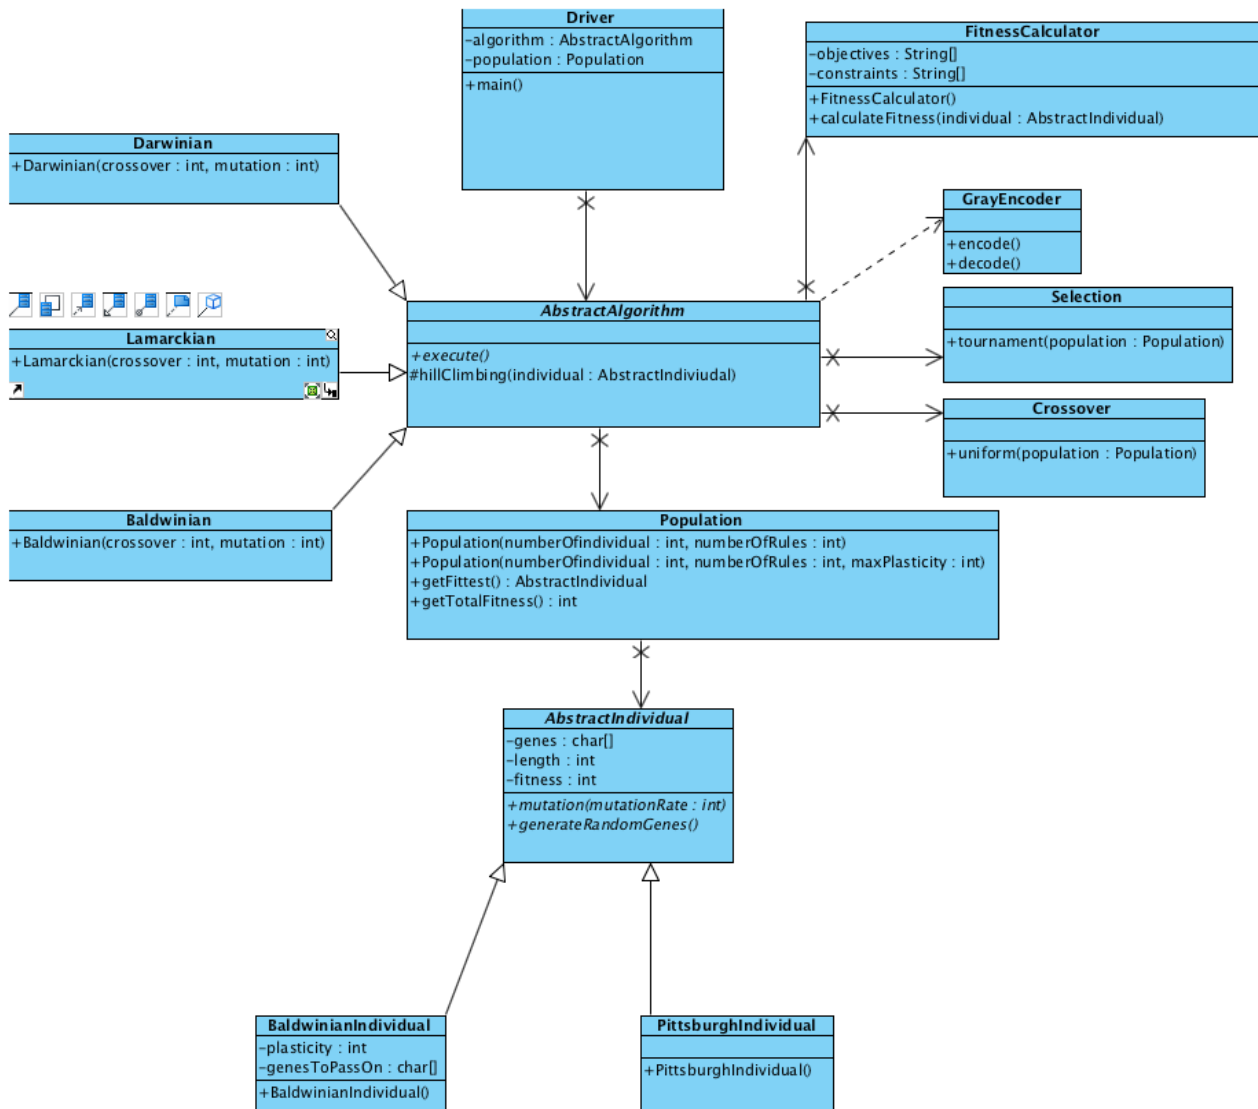 Driver
-algorithm : AbstractAlgorithm
-population : Population
+main()
FitnessCalculator
-objectives : String[]
-constraints : String[]
+FitnessCalculator()
+calculateFitness(individual : AbstractIndividual)
Darwinian
+Darwinian(crossover : int, mutation : int)
GrayEncoder
+encode()
+decode()
AbstractAlgorithm
+execute()
#hillClimbing(individual : AbstractIndiviudal)
Selection
+tournament(population : Population)
Lamarckian
+Lamarckian(crossover : int, mutation : int)
Crossover
+uniform(population : Population)
Baldwinian
+Baldwinian(crossover : int, mutation : int)
Population
+Population(numberOfindividual : int, numberOfRules : int)
+Population(numberOfindividual : int, numberOfRules : int, maxPlasticity : int)
+getFittest() : AbstractIndividual
+getTotalFitness() : int
AbstractIndividual
-genes : char[]
-length : int
-fitness : int
+mutation(mutationRate : int)
+generateRandomGenes()
BaldwinianIndividual
-plasticity : int
-genesToPassOn : char[]
+BaldwinianIndividual()
PittsburghIndividual
+PittsburghIndividual()